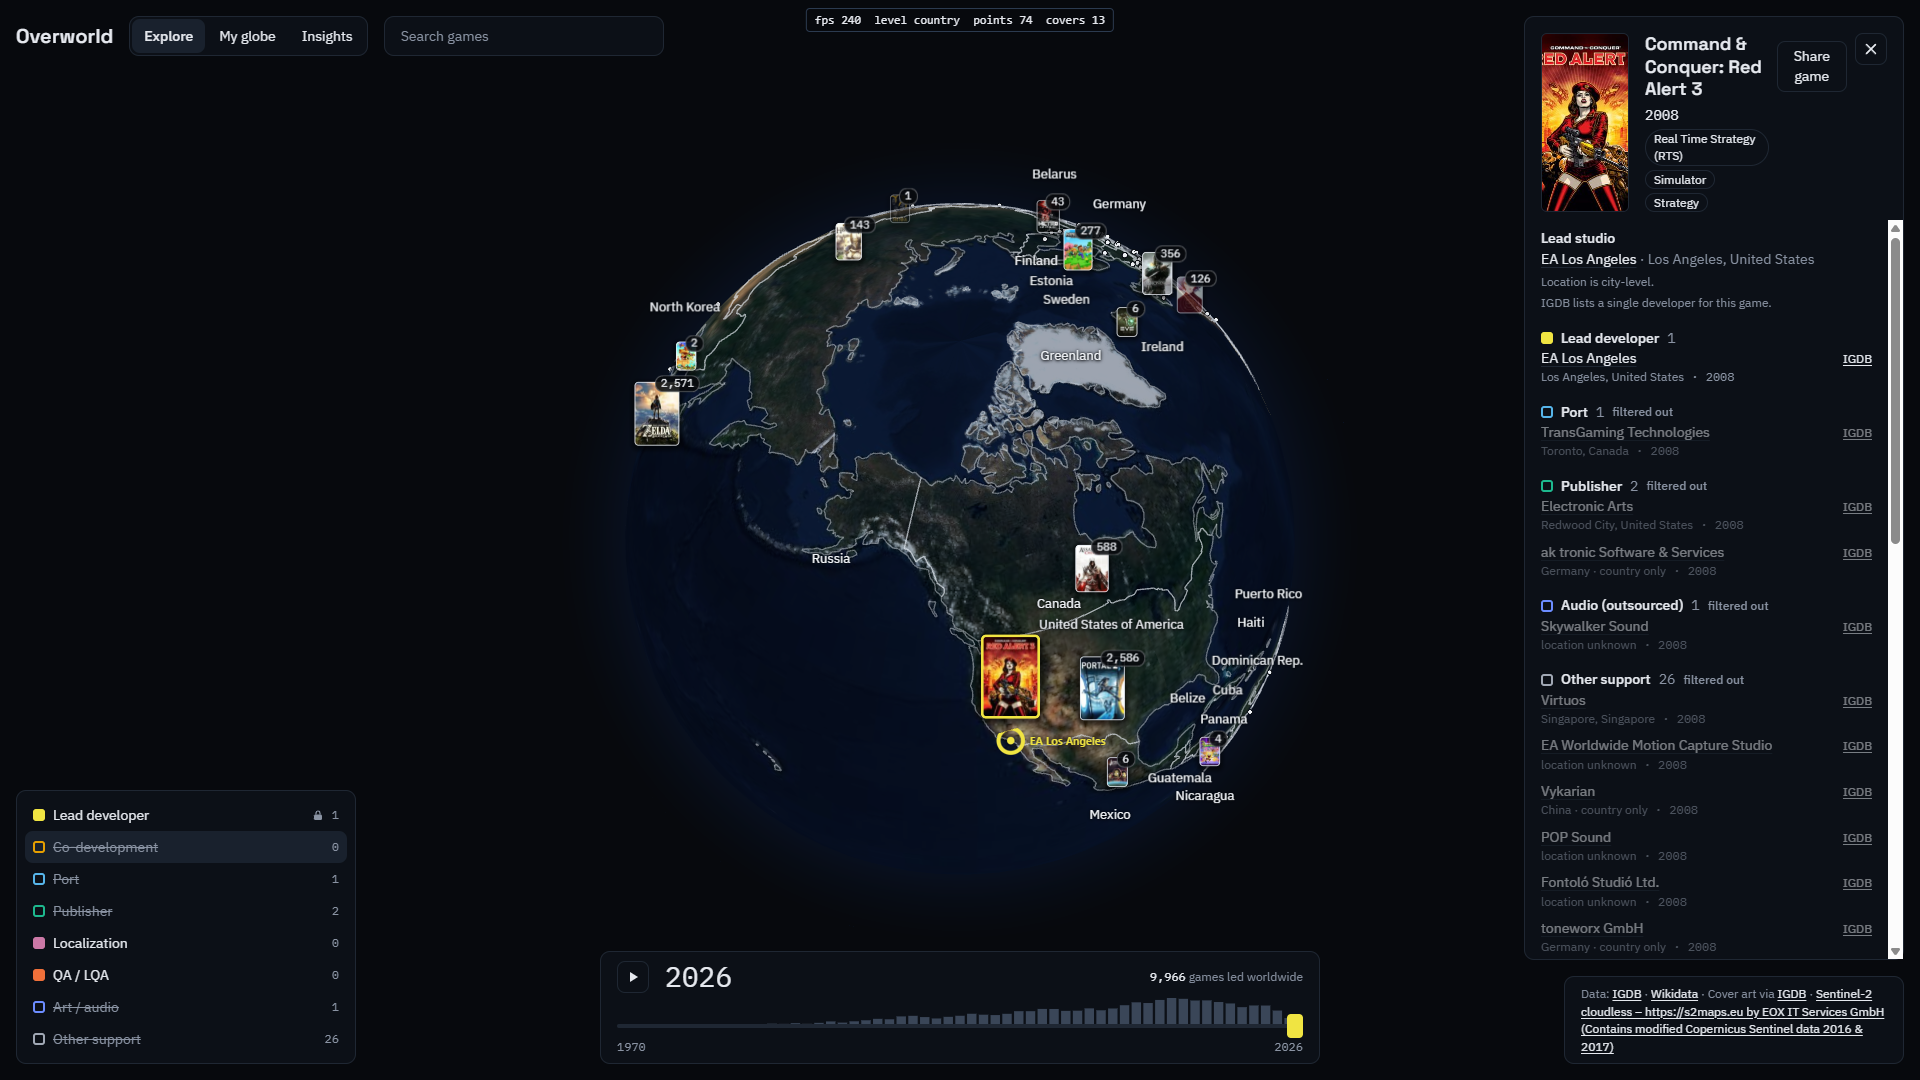 Overworld
Explore
My globe
Insights
Search games
fps 240 level country points 74 covers 13
Belarus
Germany
Finland
Estonia
Sweden
North Korea
Greenland
Ireland
Russia
Canada
United States of America
Puerto Rico
Haiti
Dominican Rep.
Cuba
Belize
Panama
Guatemala
Nicaragua
Mexico
1
143
43
277
356
126
6
2
2,571
ZELDA
588
RED ALERT 3
2,586
PORTAL 2
EA Los Angeles
6
4
Lead developer 1
Co-development 0
Port 1
Publisher 2
Localization 0
QA / LQA 0
Art / audio 1
Other support 26
2026
9,966 games led worldwide
1970
2026
COMMAND & CONQUER
RED ALERT
Command &
Conquer: Red
Alert 3
Share
game
2008
Real Time Strategy
(RTS)
Simulator
Strategy
Lead studio
EA Los Angeles · Los Angeles, United States
Location is city-level.
IGDB lists a single developer for this game.
Lead developer 1
EA Los Angeles IGDB
Los Angeles, United States · 2008
Port 1 filtered out
TransGaming Technologies IGDB
Toronto, Canada · 2008
Publisher 2 filtered out
Electronic Arts IGDB
Redwood City, United States · 2008
ak tronic Software & Services IGDB
Germany · country only · 2008
Audio (outsourced) 1 filtered out
Skywalker Sound IGDB
location unknown · 2008
Other support 26 filtered out
Virtuos IGDB
Singapore, Singapore · 2008
EA Worldwide Motion Capture Studio IGDB
location unknown · 2008
Vykarian IGDB
China · country only · 2008
POP Sound IGDB
location unknown · 2008
Fontoló Studió Ltd. IGDB
location unknown · 2008
toneworx GmbH IGDB
Germany · country only · 2008
Data: IGDB · Wikidata · Cover art via IGDB · Sentinel-2
cloudless – https://s2maps.eu by EOX IT Services GmbH
(Contains modified Copernicus Sentinel data 2016 &
2017)